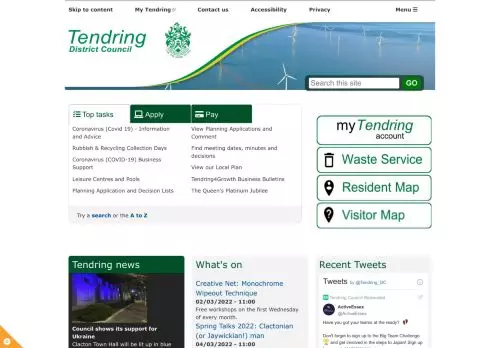 Skip to content My Tendring Contact us Accessibility Privacy Menu ☰
Tendring
District Council
Search this site GO
Top tasks Apply Pay
Coronavirus (Covid 19) - Information
and Advice
Rubbish & Recycling Collection Days
Coronavirus (COVID-19) Business
Support
Leisure Centres and Pools
Planning Application and Decision Lists
View Planning Applications and
Comment
Find meeting dates, minutes and
decisions
View our Local Plan
Tendring4Growth Business Bulletins
The Queen's Platinum Jubilee
Try a search or the A to Z
my Tendring
account
Waste Service
Resident Map
Visitor Map
Tendring news
Council shows its support for
Ukraine
Clacton Town Hall will be lit up in blue
What's on
Creative Net: Monochrome
Wipeout Technique
02/03/2022 - 11:00
Free workshops on the first Wednesday
of every month.
Spring Talks 2022: Clactonian
(or Jaywickian!) man
04/03/2022 - 11:00
Recent Tweets
Tweets by @Tendring_DC
Tendring Council Retweeted
ActiveEssex
@ActiveEssex
Have you got your teams at the ready?
Don't forget to sign up to the Big Team Challenge
and get involved in the steps to Japan! Sign up